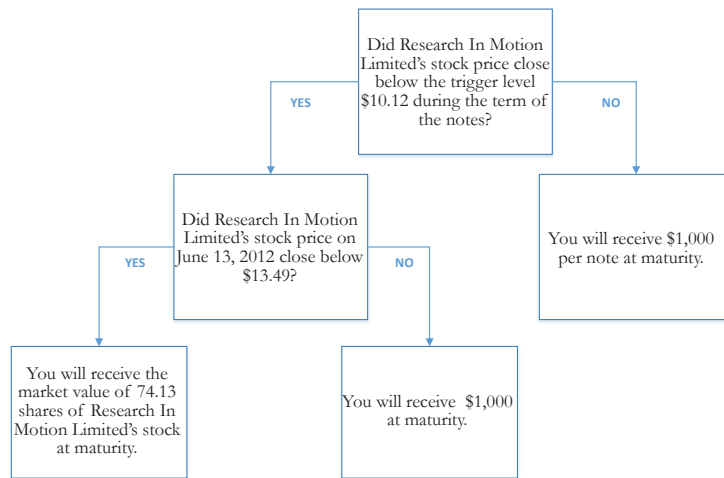 Did Research In Motion
Limited’s stock price close
below the trigger level
$10.12 during the term of
the notes?
YES
NO
Did Research In Motion
Limited’s stock price on
June 13, 2012 close below
$13.49?
You will receive $1,000
per note at maturity.
YES
NO
You will receive the
market value of 74.13
shares of Research In
Motion Limited’s stock
at maturity.
You will receive $1,000
at maturity.